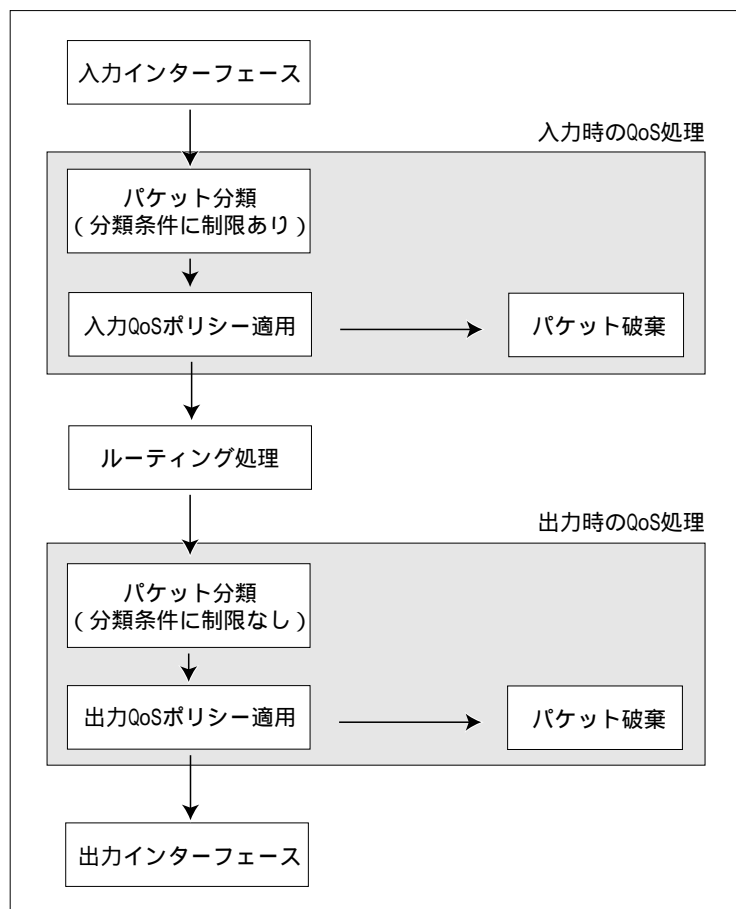 入力インターフェース
入力時のQoS処理
パケット分類
(分類条件に制限あり)
入力QoSポリシー適用
パケット破棄
ルーティング処理
出力時のQoS処理
パケット分類
(分類条件に制限なし)
出力QoSポリシー適用
パケット破棄
出力インターフェース